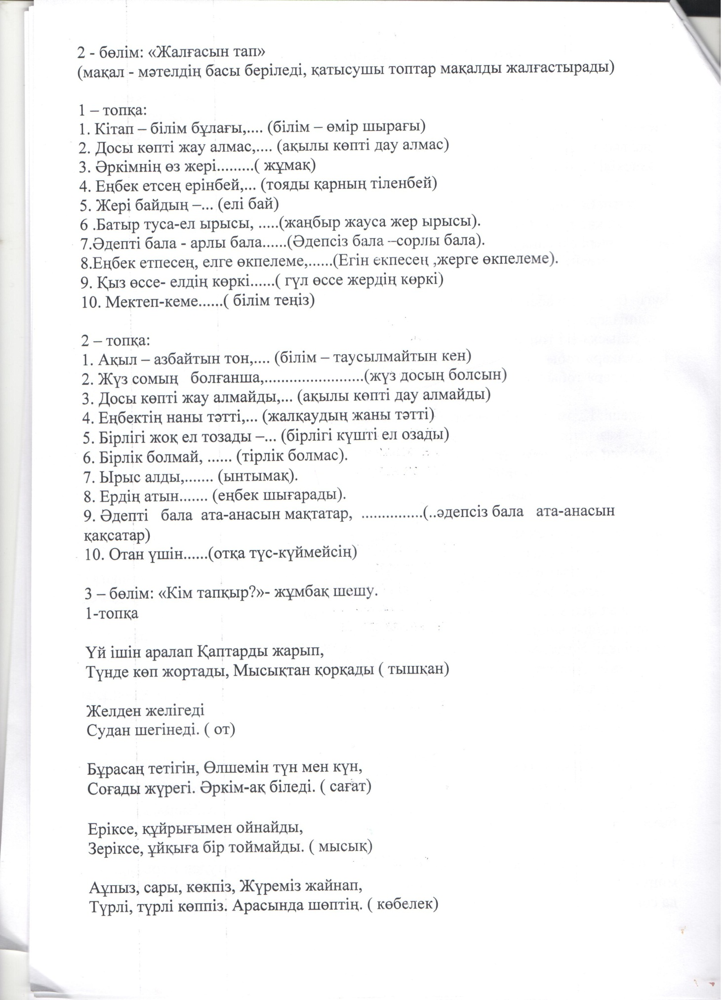 2 - бөлім: «Жалғасын тап»
(мақал - мәтелдің басы беріледі, қатысушы топтар мақалды жалғастырады)
1 – топқа:
1. Кітап – білім бұлағы,.... (білім – өмір шырағы)
2. Досы көпті жау алмас,.... (ақылы көпті дау алмас)
3. Әркімнің өз жері.........( жұмақ)
4. Еңбек етсең ерінбей,... (тояды қарның тіленбей)
5. Жері байдың –... (елі бай)
6 .Батыр туса-ел ырысы, .....(жаңбыр жауса жер ырысы).
7.Әдепті бала - арлы бала......(Әдепсіз бала –сорлы бала).
8.Еңбек етпесең, елге өкпелеме,......(Егін екпесең ,жерге өкпелеме).
9. Қыз өссе- елдің көркі......( гүл өссе жердің көркі)
10. Мектеп-кеме......( білім теңіз)
2 – топқа:
1. Ақыл – азбайтын тон,.... (білім – таусылмайтын кен)
2. Жүз сомың болғанша,........................(жүз досың болсын)
3. Досы көпті жау алмайды,... (ақылы көпті дау алмайды)
4. Еңбектің наны тәтті,... (жалқаудың жаны тәтті)
5. Бірлігі жоқ ел тозады –... (бірлігі күшті ел озады)
6. Бірлік болмай, ...... (тірлік болмас).
7. Ырыс алды,....... (ынтымақ).
8. Ердің атын....... (еңбек шығарады).
9. Әдепті бала ата-анасын мақтатар, ...............(..әдепсіз бала ата-анасын
қақсатар)
10. Отан үшін......(отқа түс-күймейсің)
3 – бөлім: «Кім тапқыр?»- жұмбақ шешу.
1-топқа
Үй ішін аралап Қаптарды жарып,
Түнде көп жортады, Мысықтан қорқады ( тышқан)
Желден желігеді
Судан шегінеді. ( от)
Бұрасаң тетігін, Өлшемін түн мен күн,
Соғады жүрегі. Әркім-ақ біледі. ( сағат)
Еріксе, құйрығымен ойнайды,
Зеріксе, ұйқыға бір тоймайды. ( мысық)
Аұпыз, сары, көкпіз, Жүреміз жайнап,
Түрлі, түрлі көппіз. Арасында шөптің. ( көбелек)